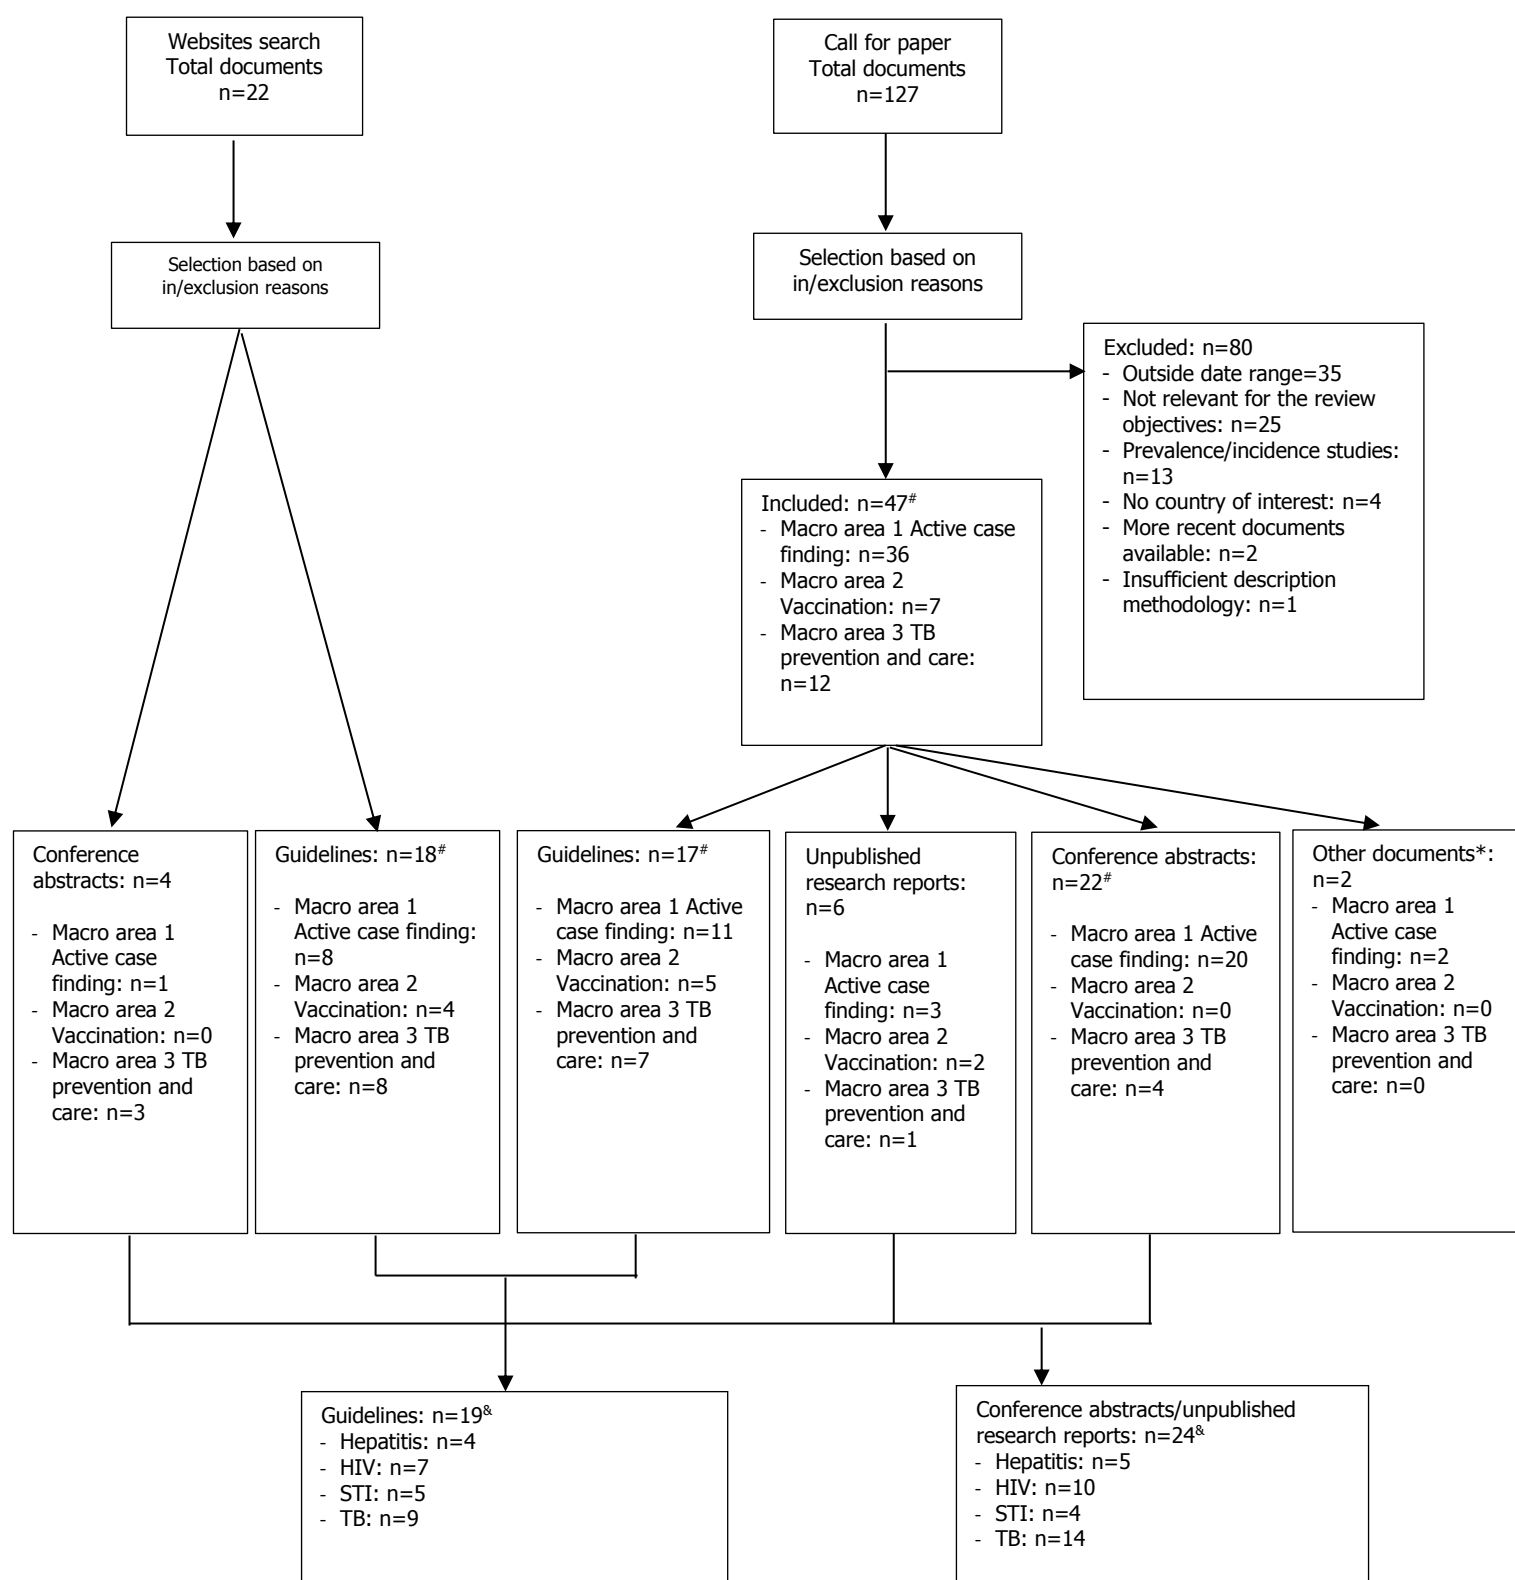 Websites search
Total documents
n=22
Call for paper
Total documents
n=127
Selection based on
in/exclusion reasons
Selection based on
in/exclusion reasons
Excluded: n=80
- Outside date range=35
- Not relevant for the review
objectives: n=25
- Prevalence/incidence studies:
n=13
- No country of interest: n=4
- More recent documents
available: n=2
- Insufficient description
methodology: n=1
Included: n=47#
- Macro area 1 Active case
finding: n=36
- Macro area 2
Vaccination: n=7
- Macro area 3 TB
prevention and care:
n=12
Conference
abstracts: n=4
- Macro area 1
Active case
finding: n=1
- Macro area 2
Vaccination: n=0
- Macro area 3 TB
prevention and
care: n=3
Guidelines: n=18#
- Macro area 1
Active case finding:
n=8
- Macro area 2
Vaccination: n=4
- Macro area 3 TB
prevention and
care: n=8
Guidelines: n=17#
- Macro area 1 Active
case finding: n=11
- Macro area 2
Vaccination: n=5
- Macro area 3 TB
prevention and
care: n=7
Unpublished
research reports:
n=6
- Macro area 1
Active case
finding: n=3
- Macro area 2
Vaccination: n=2
- Macro area 3 TB
prevention and
care: n=1
Conference abstracts:
n=22#
- Macro area 1 Active
case finding: n=20
- Macro area 2
Vaccination: n=0
- Macro area 3 TB
prevention and
care: n=4
Other documents*:
n=2
- Macro area 1
Active case
finding: n=2
- Macro area 2
Vaccination: n=0
- Macro area 3 TB
prevention and
care: n=0
Guidelines: n=19&
- Hepatitis: n=4
- HIV: n=7
- STI: n=5
- TB: n=9
Conference abstracts/unpublished
research reports: n=24&
- Hepatitis: n=5
- HIV: n=10
- STI: n=4
- TB: n=14